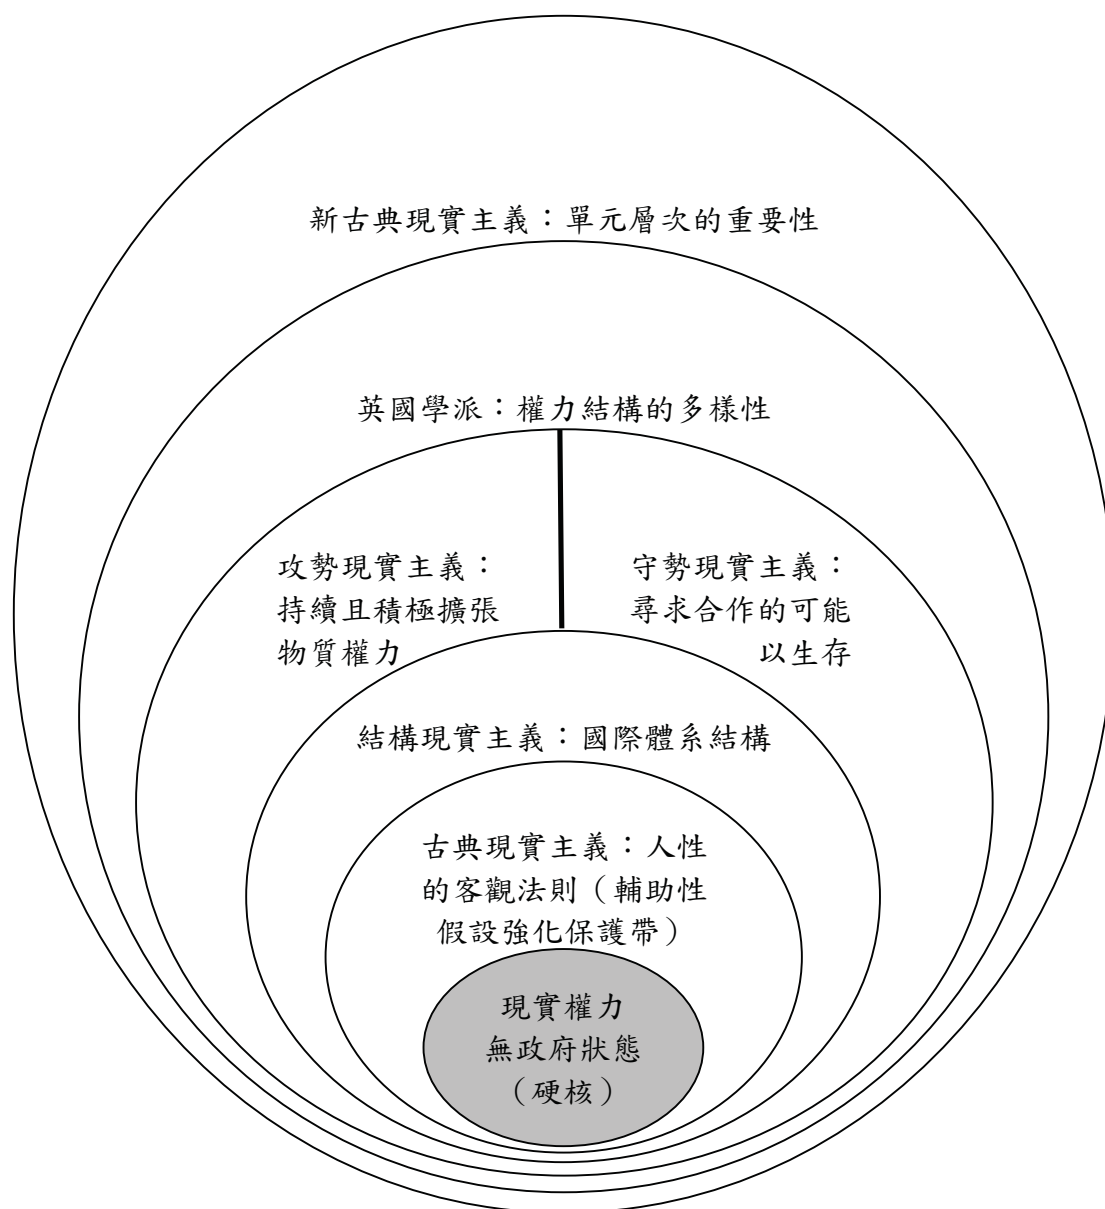 新古典現實主義：單元層次的重要性
英國學派：權力結構的多樣性
攻勢現實主義：
持續且積極擴張
物質權力
守勢現實主義：
尋求合作的可能
以生存
結構現實主義：國際體系結構
古典現實主義：人性
的客觀法則（輔助性
假設強化保護帶）
現實權力
無政府狀態
（硬核）